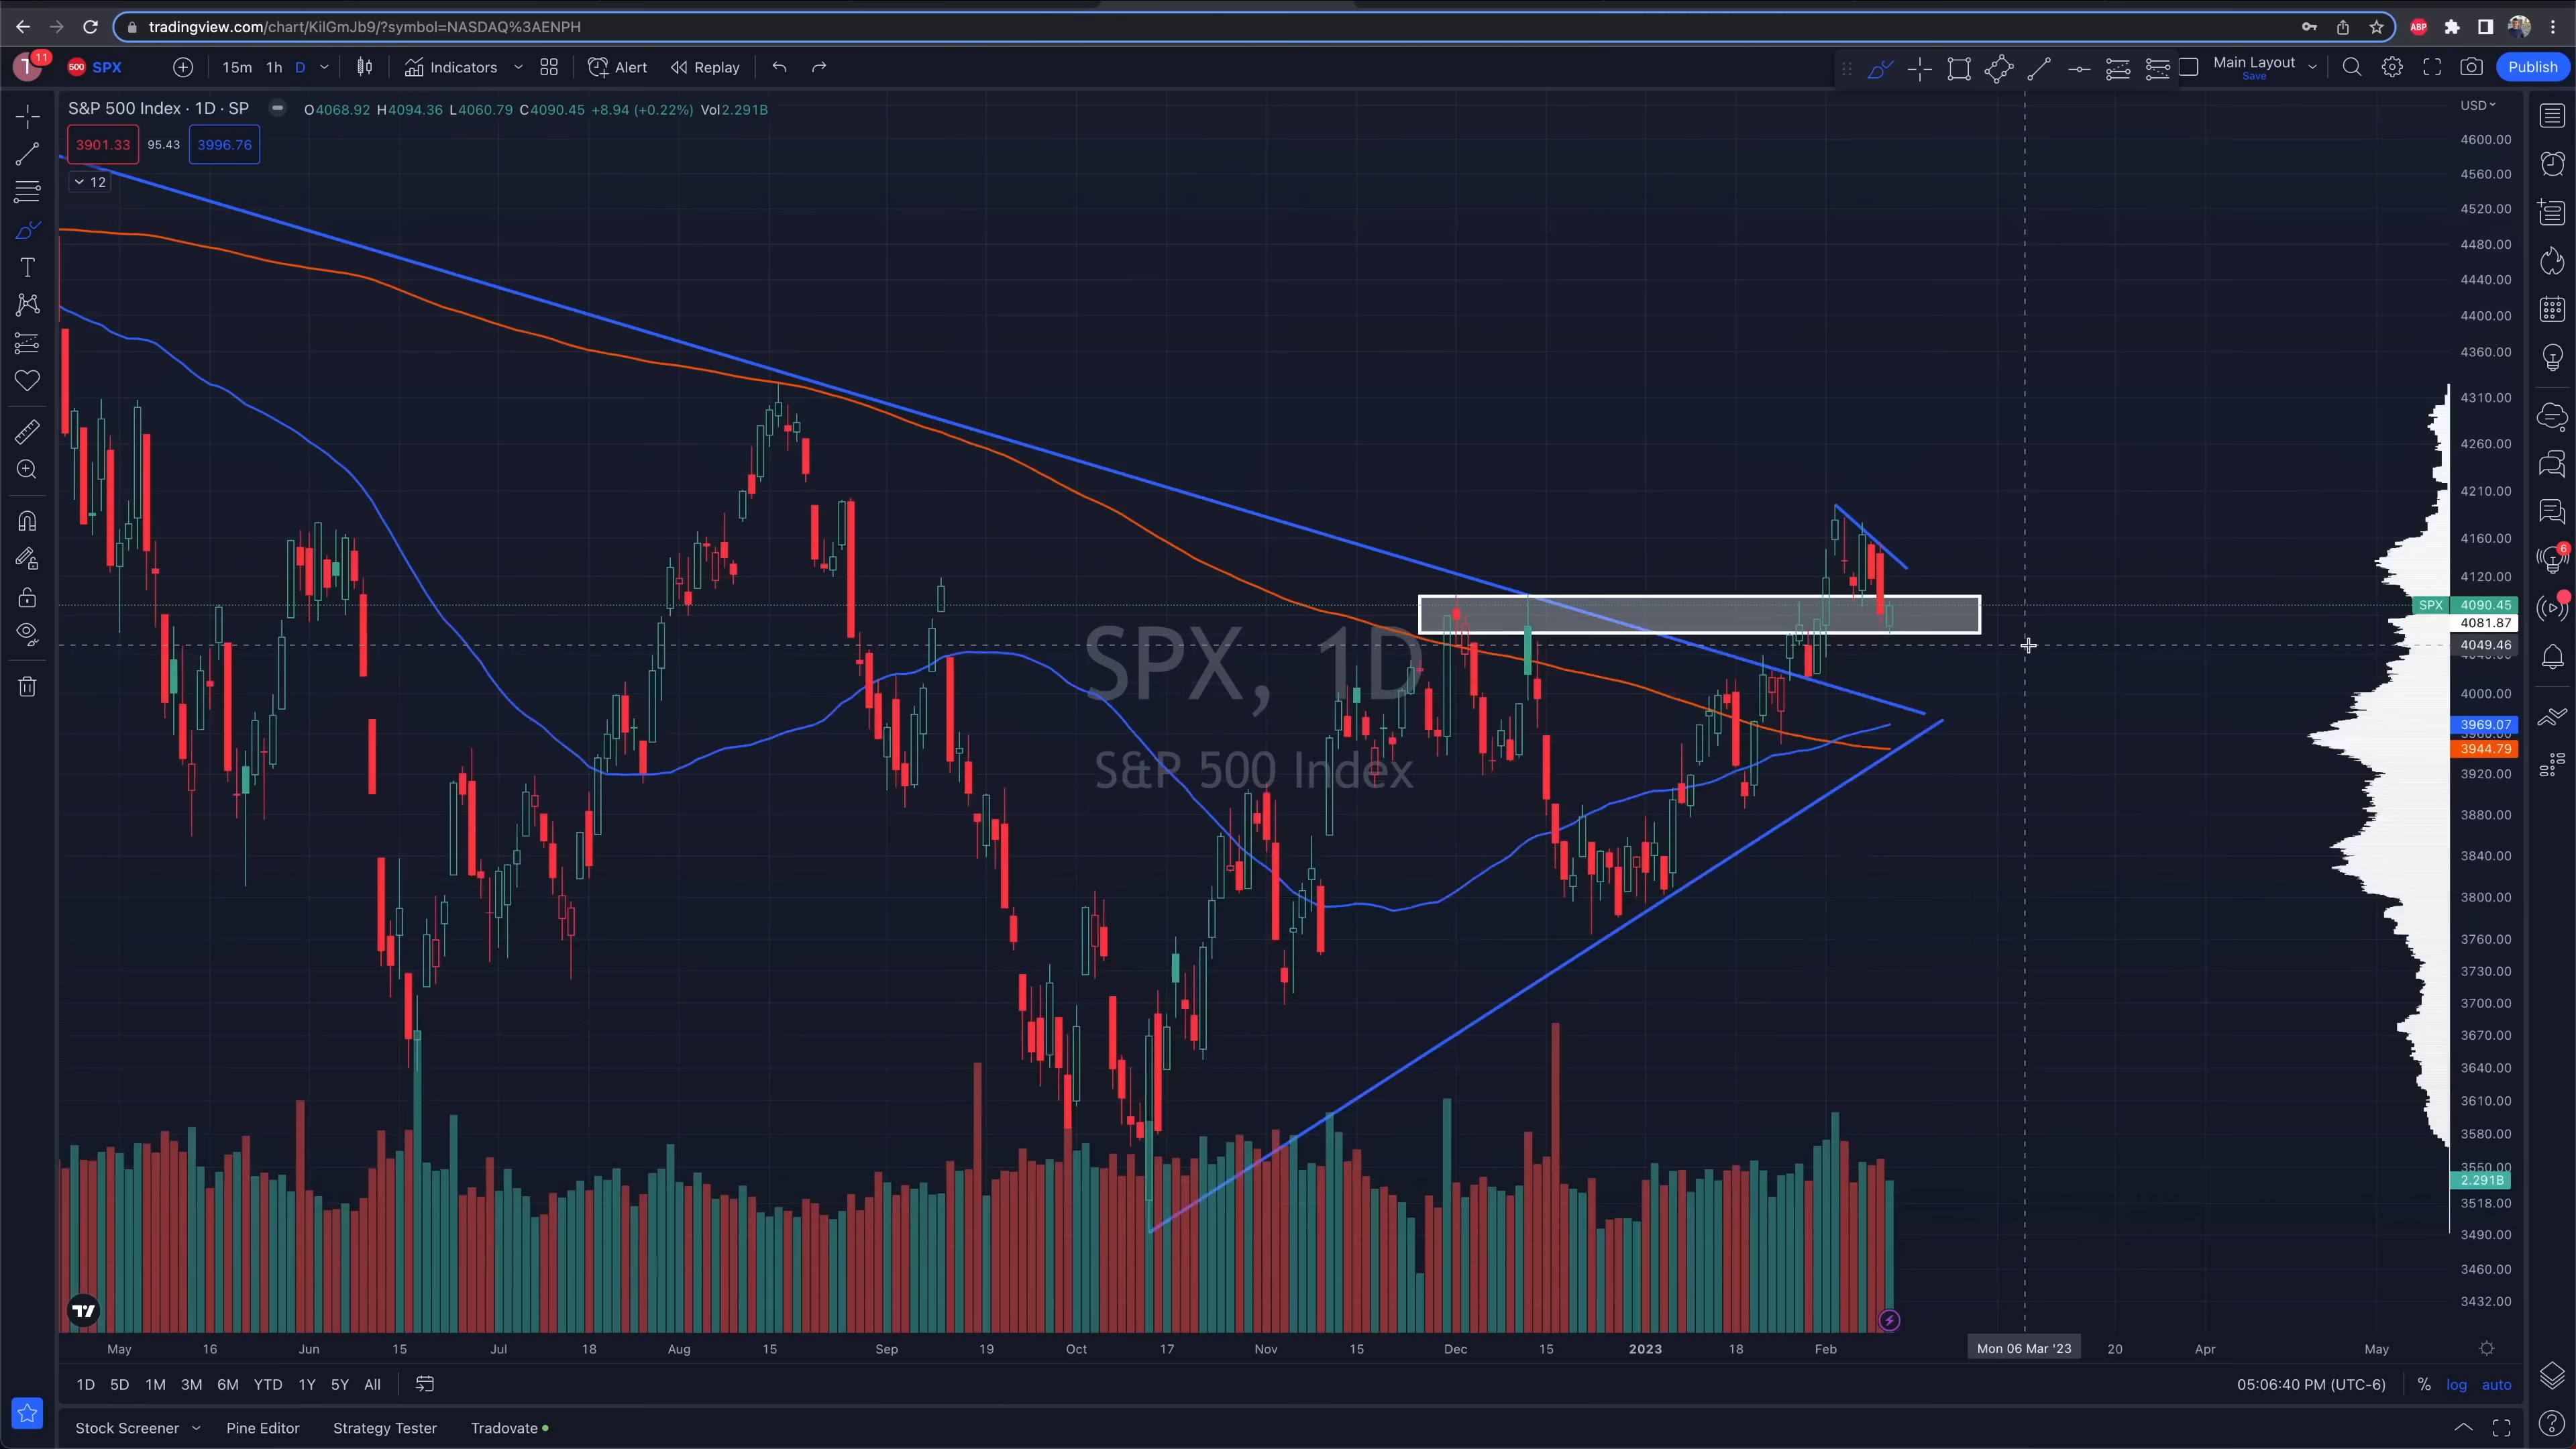 tradingview.com/chart/KilGmJb9/?symbol=NASDAQ%3AENPH
ABP
T 11 500 SPX 15m 1h D Indicators Alert Replay Main Layout Save Publish
S&P 500 Index · 1D · SP O4068.92 H4094.36 L4060.79 C4090.45 +8.94 (+0.22%) Vol2.291B
3901.33 95.43 3996.76
12
USD
4600.00
4560.00
4520.00
4480.00
4440.00
4400.00
4360.00
4310.00
4260.00
4210.00
4160.00
4120.00
SPX 4090.45
4081.87
4049.46
4000.00
3969.07
3944.79
3920.00
3880.00
3840.00
3800.00
3760.00
3730.00
3700.00
3670.00
3640.00
3610.00
3580.00
3550.00
2.291B
3518.00
3490.00
3460.00
3432.00
SPX, 1D
S&P 500 Index
6
May 16 Jun 15 Jul 18 Aug 15 Sep 19 Oct 17 Nov 15 Dec 15 2023 18 Feb Mon 06 Mar '23 20 Apr May
1D 5D 1M 3M 6M YTD 1Y 5Y All 05:06:40 PM (UTC-6) % log auto
Stock Screener Pine Editor Strategy Tester Tradovate